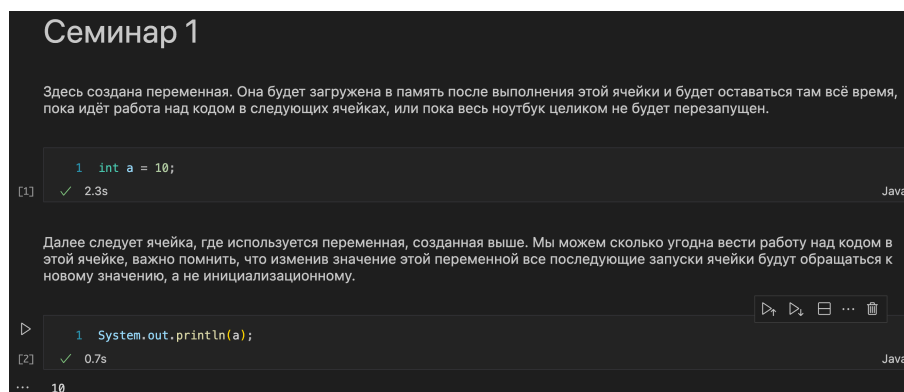 Семинар 1
Здесь создана переменная. Она будет загружена в память после выполнения этой ячейки и будет оставаться там всё время,
пока идёт работа над кодом в следующих ячейках, или пока весь ноутбук целиком не будет перезапущен.
1 int a = 10;
[1] 2.3s Java
Далее следует ячейка, где используется переменная, созданная выше. Мы можем сколько угодна вести работу над кодом в
этой ячейке, важно помнить, что изменив значение этой переменной все последующие запуски ячейки будут обращаться к
новому значению, а не инициализационному.
1 System.out.println(a);
[2] 0.7s Java
... 10